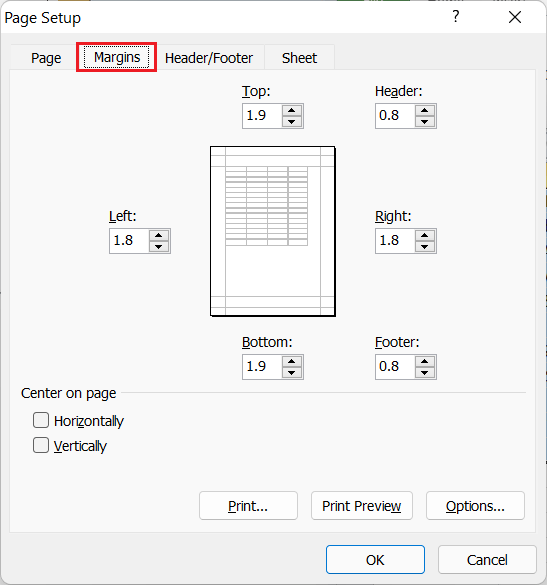 Page Setup ?
Page Margins Header/Footer Sheet
Top: Header:
1.9 0.8
Left: Right:
1.8 1.8
Bottom: Footer:
1.9 0.8
Center on page
Horizontally
Vertically
Print... Print Preview Options...
OK Cancel